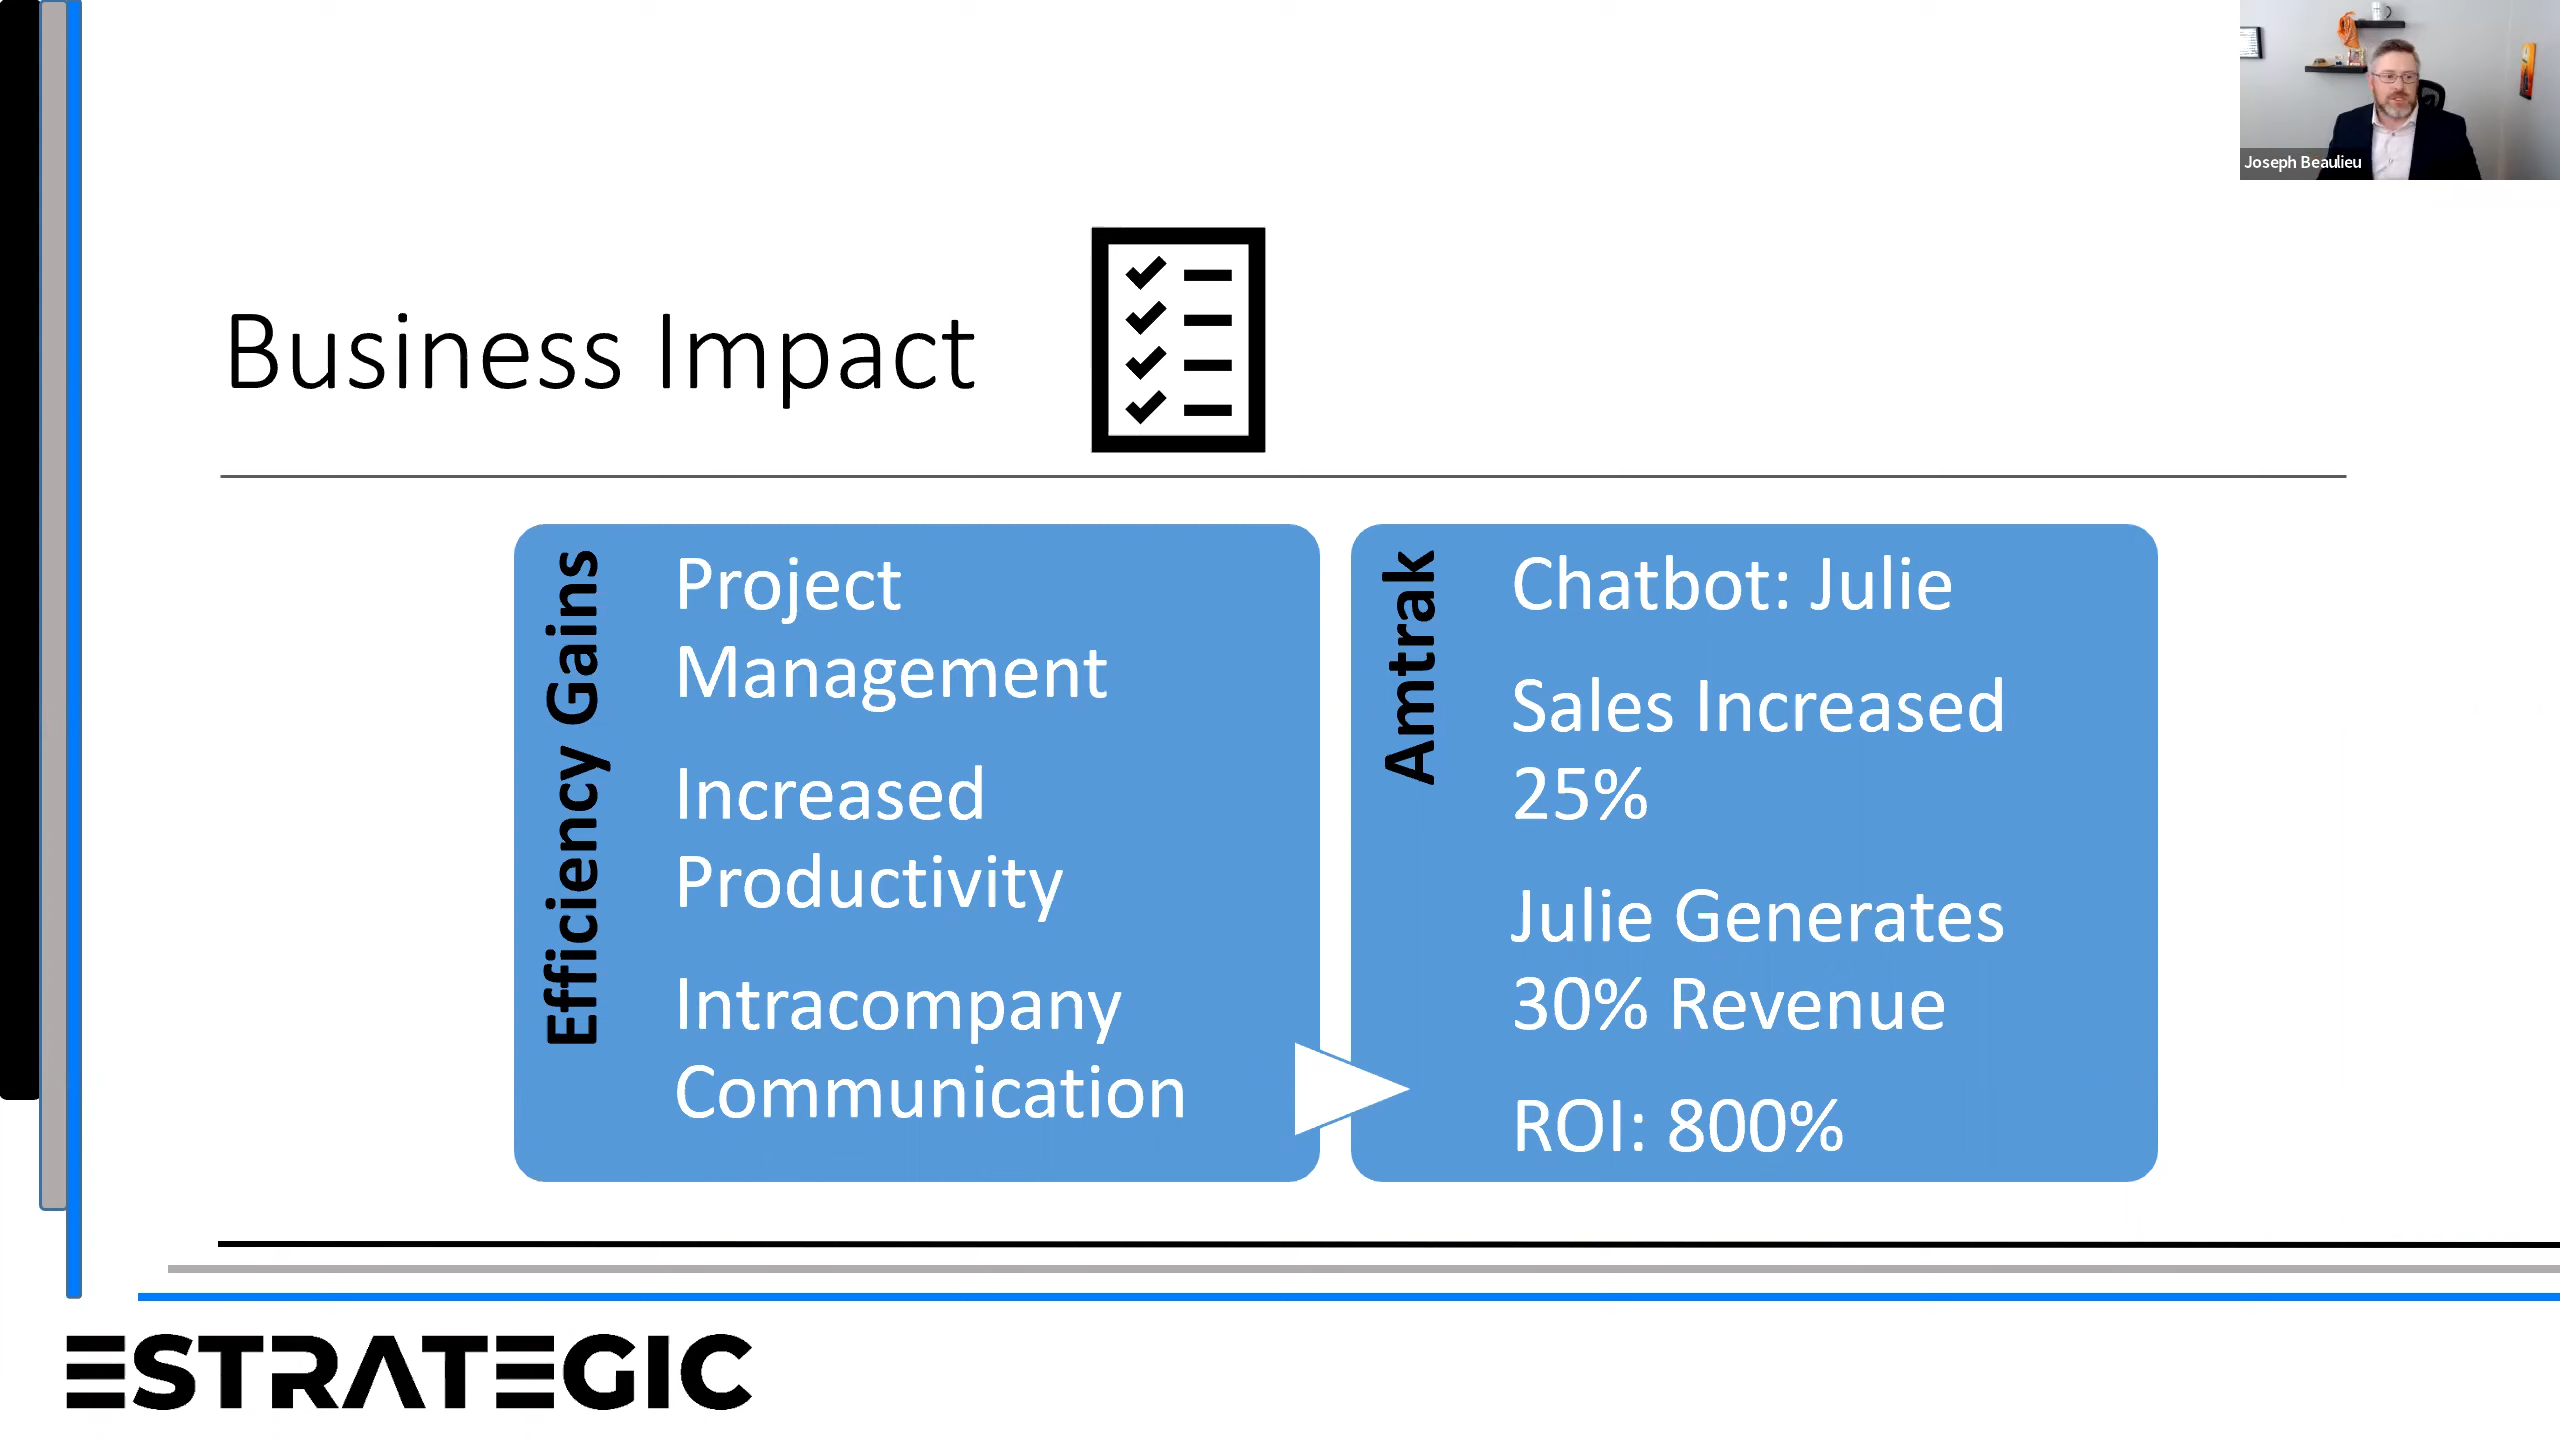 Joseph Beaulieu
Business Impact
Efficiency Gains
Project
Management
Increased
Productivity
Intracompany
Communication
Amtrak
Chatbot: Julie
Sales Increased
25%
Julie Generates
30% Revenue
ROI: 800%
ESTRATEGIC